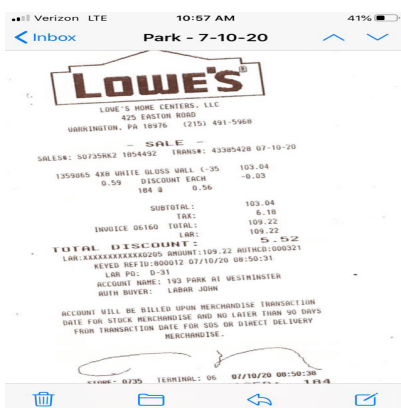 Verizon LTE 10:57 AM 41%
Inbox Park - 7-10-20
LOWE'S
LOWE'S HOME CENTERS, LLC
425 EASTON ROAD
WARRINGTON, PA 18976 (215) 491-5968
- SALE -
SALES#: S0735RK2 1854492 TRANS#: 43385428 07-10-20
1359865 4X8 WHITE GLOSS WALL (-35 103.04
0.59 DISCOUNT EACH -0.03
184 @ 0.56
SUBTOTAL: 103.04
TAX: 6.18
INVOICE 06160 TOTAL: 109.22
LAR: 109.22
TOTAL DISCOUNT: 5.52
LAR:XXXXXXXXXXXX0205 AMOUNT:109.22 AUTHCD:000321
KEYED REFID:800012 07/10/20 08:50:31
LAR PO: D-31
ACCOUNT NAME: 193 PARK AT WESTMINSTER
AUTH BUYER: LABAR JOHN
ACCOUNT WILL BE BILLED UPON MERCHANDISE TRANSACTION
DATE FOR STOCK MERCHANDISE AND NO LATER THAN 90 DAYS
FROM TRANSACTION DATE FOR SOS OR DIRECT DELIVERY
MERCHANDISE.
STORE: 0735 TERMINAL: 06 07/10/20 08:50:38
184